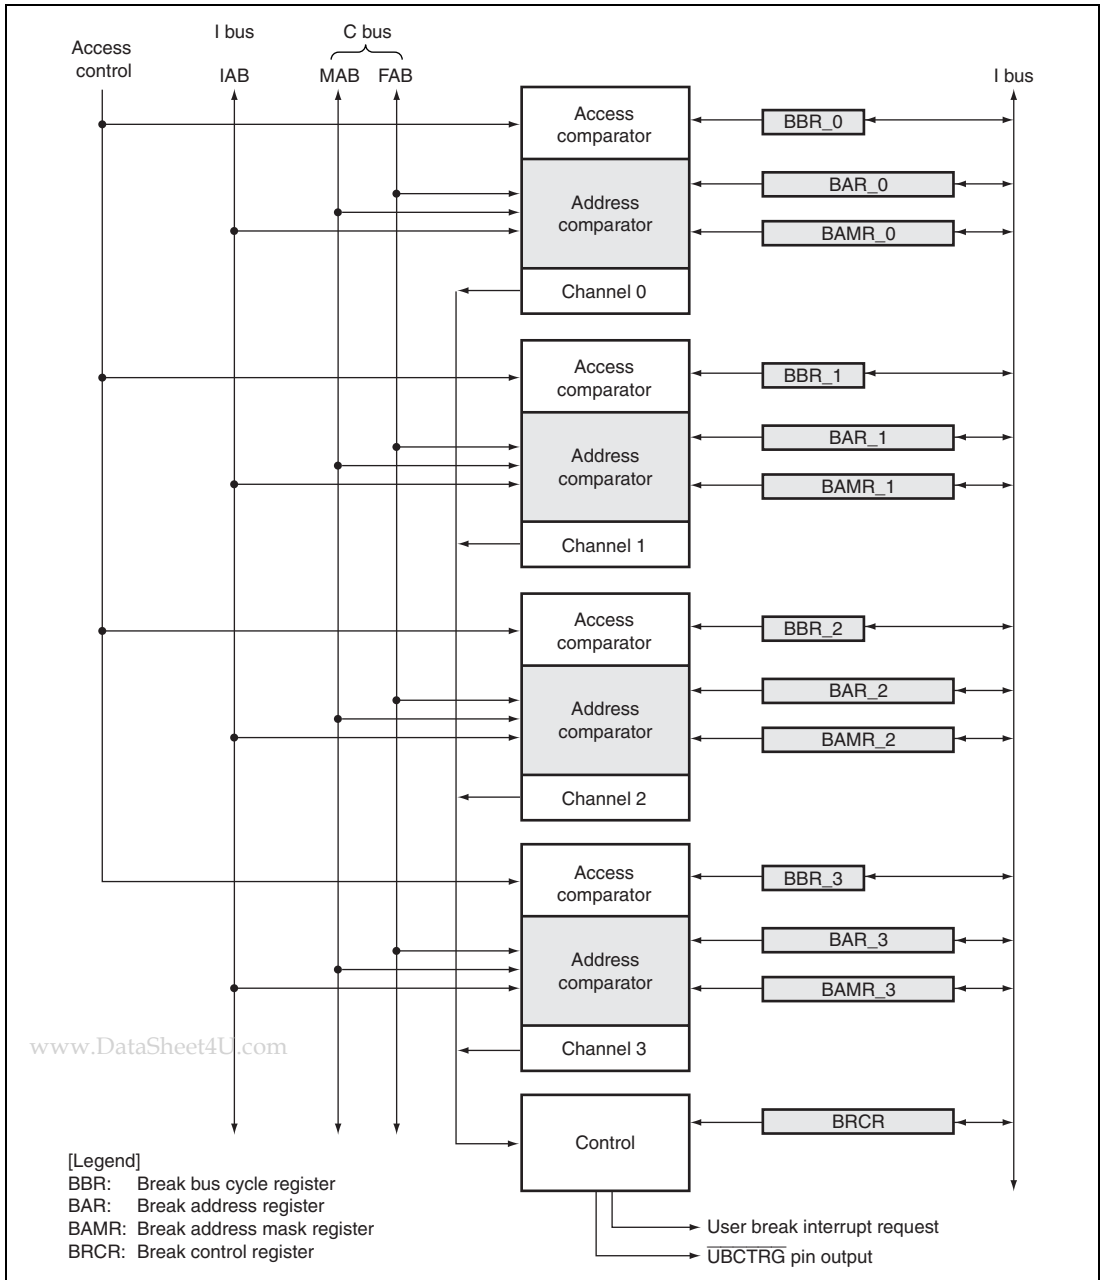 I bus
C bus
Access
control
IAB
MAB
FAB
I bus
Access
comparator
BBR_0
Address
comparator
BAR_0
BAMR_0
Channel 0
Access
comparator
BBR_1
Address
comparator
BAR_1
BAMR_1
Channel 1
Access
comparator
BBR_2
Address
comparator
BAR_2
BAMR_2
Channel 2
Access
comparator
BBR_3
Address
comparator
BAR_3
BAMR_3
www.DataSheet4U.com
Channel 3
Control
BRCR
[Legend]
BBR: Break bus cycle register
BAR: Break address register
BAMR: Break address mask register
BRCR: Break control register
User break interrupt request
UBCTRG pin output